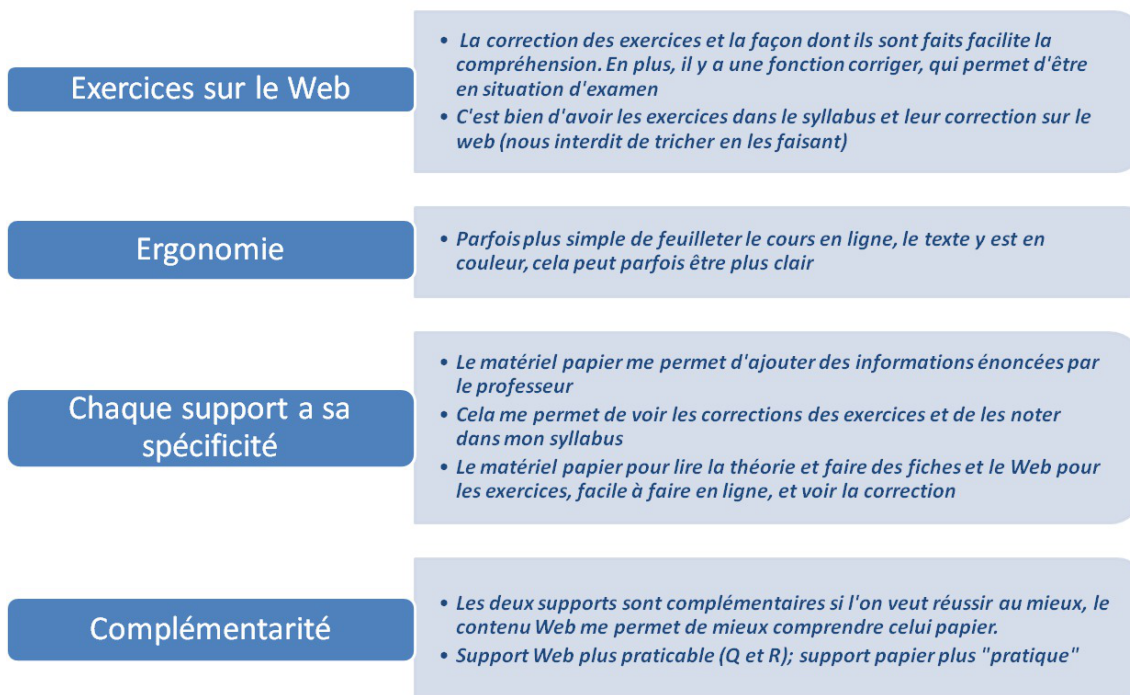 Exercices sur le Web
• La correction des exercices et la façon dont ils sont faits facilite la
compréhension. En plus, il y a une fonction corriger, qui permet d'être
en situation d'examen
• C'est bien d'avoir les exercices dans le syllabus et leur correction sur le
web (nous interdit de tricher en les faisant)
Ergonomie
• Parfois plus simple de feuilleter le cours en ligne, le texte y est en
couleur, cela peut parfois être plus clair
Chaque support a sa
spécificité
• Le matériel papier me permet d'ajouter des informations énoncées par
le professeur
• Cela me permet de voir les corrections des exercices et de les noter
dans mon syllabus
• Le matériel papier pour lire la théorie et faire des fiches et le Web pour
les exercices, facile à faire en ligne, et voir la correction
Complémentarité
• Les deux supports sont complémentaires si l'on veut réussir au mieux, le
contenu Web me permet de mieux comprendre celui papier.
• Support Web plus praticable (Q et R); support papier plus "pratique"